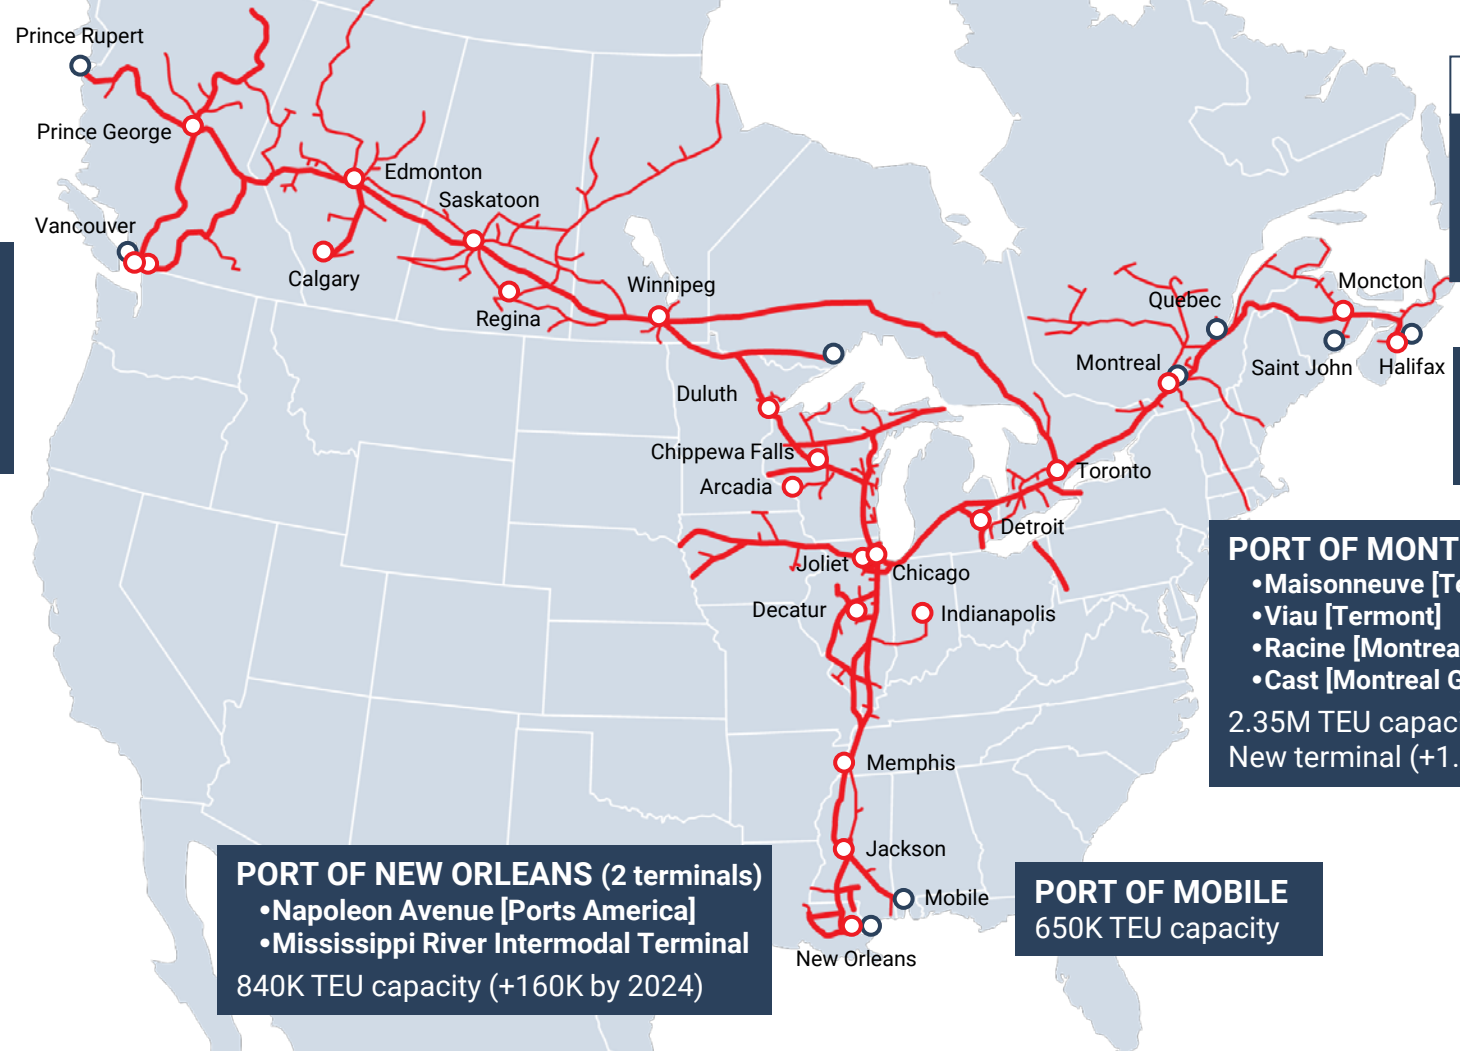 Prince Rupert
Prince George
Edmonton
Saskatoon
Vancouver
Calgary
Regina
Winnipeg
Quebec
Moncton
Montreal
Saint John
Halifax
Duluth
Chippewa Falls
Arcadia
Toronto
Detroit
Joliet
Chicago
Decatur
Indianapolis
Memphis
Jackson
Mobile
New Orleans
PORT OF MONT
•Maisonneuve [Te
•Viau [Termont]
•Racine [Montrea
•Cast [Montreal G
2.35M TEU capac
New terminal (+1.
PORT OF NEW ORLEANS (2 terminals)
•Napoleon Avenue [Ports America]
•Mississippi River Intermodal Terminal
840K TEU capacity (+160K by 2024)
PORT OF MOBILE
650K TEU capacity